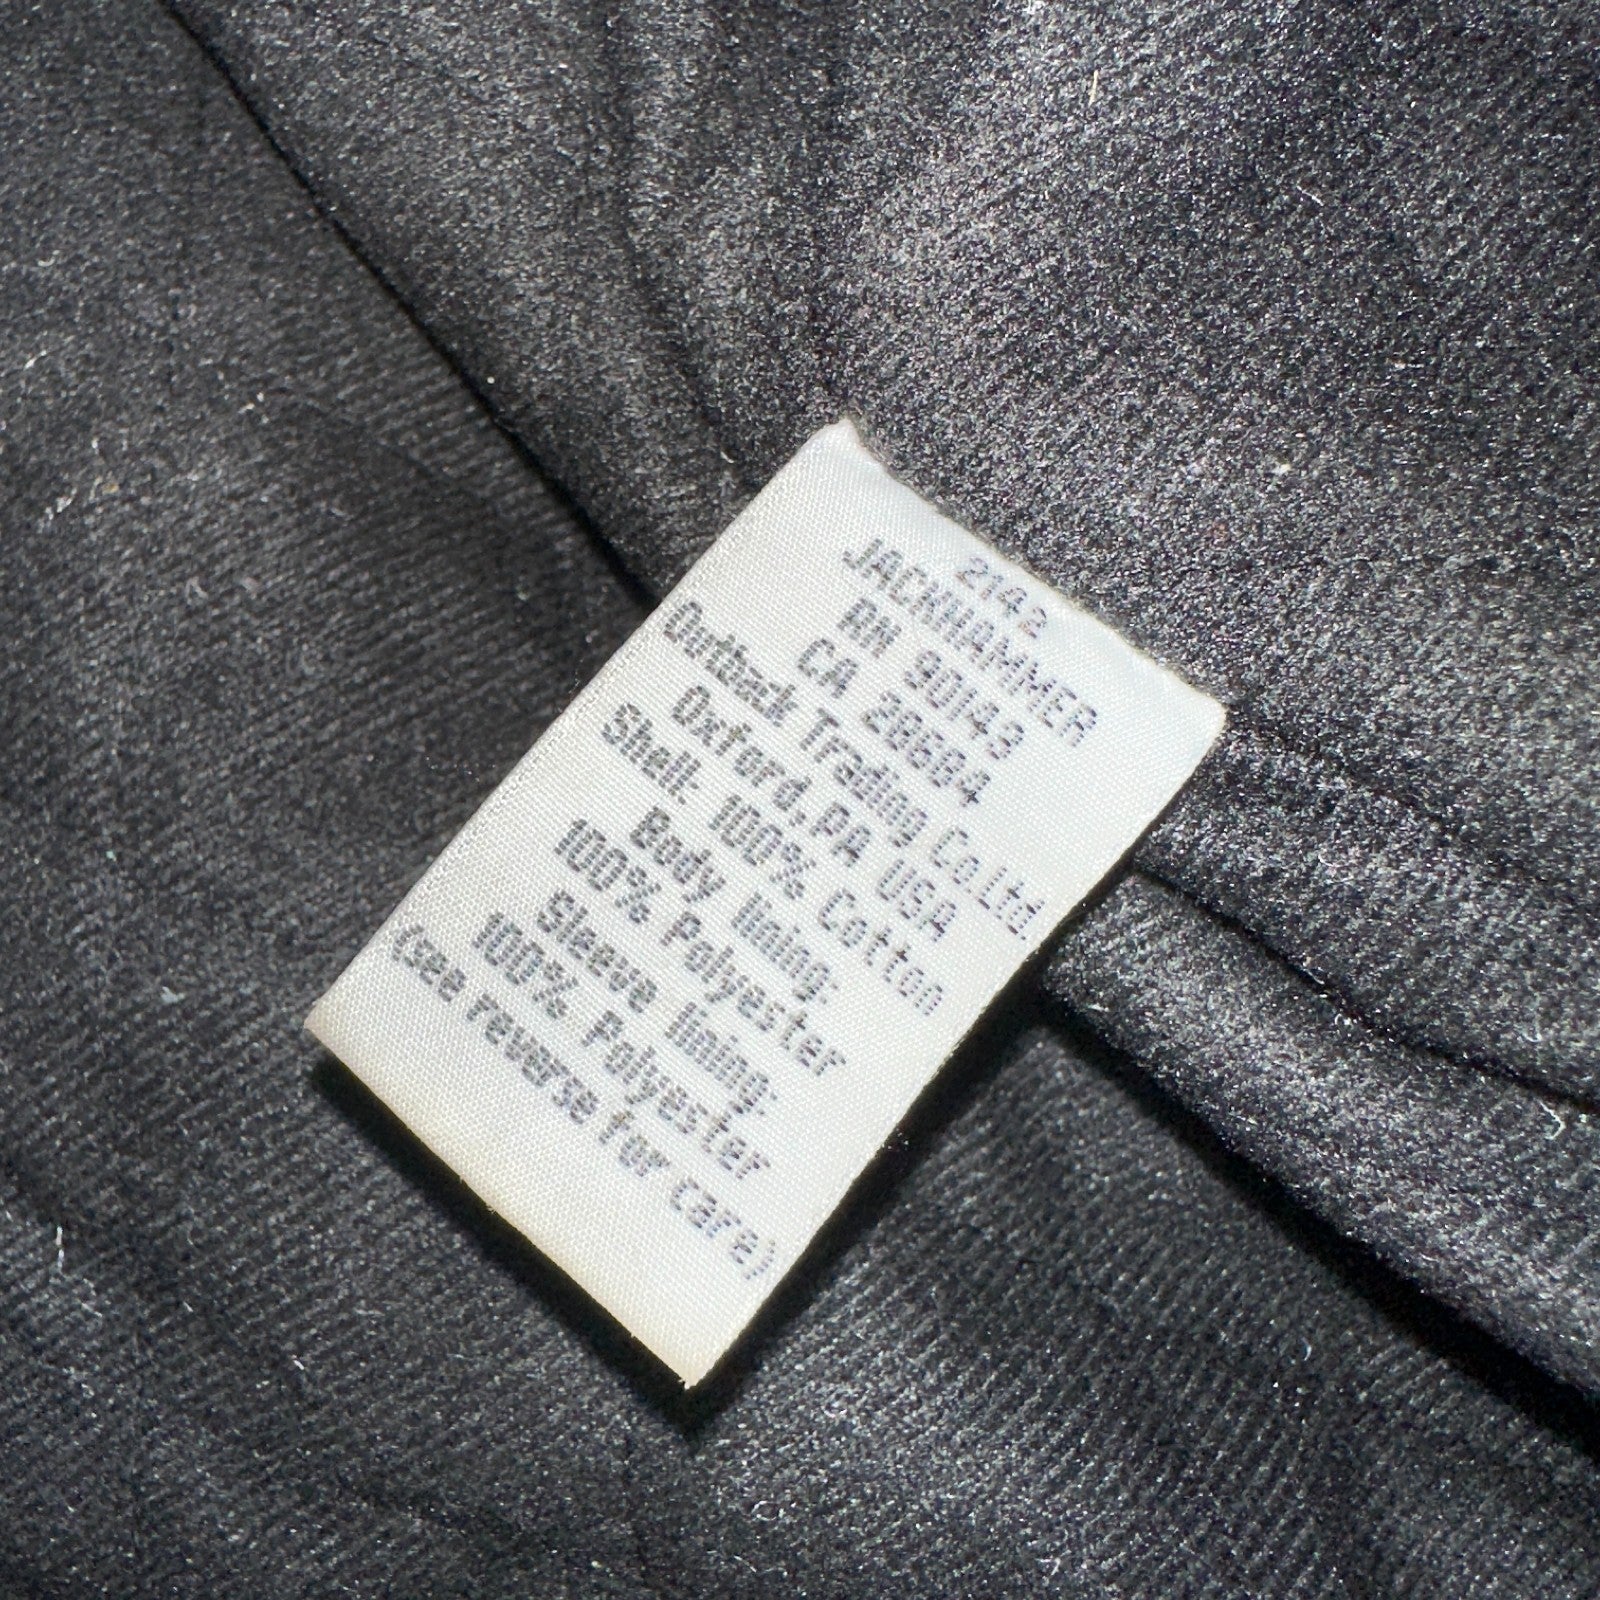 2142
JACKHAMMER
RN 90143
CA 28684
Outback Trading Co.Ltd.
Oxford, PA USA
Shell: 100% Cotton
Body lining:
100% Polyester
Sleeve lining:
100% Polyester
(see reverse for care)